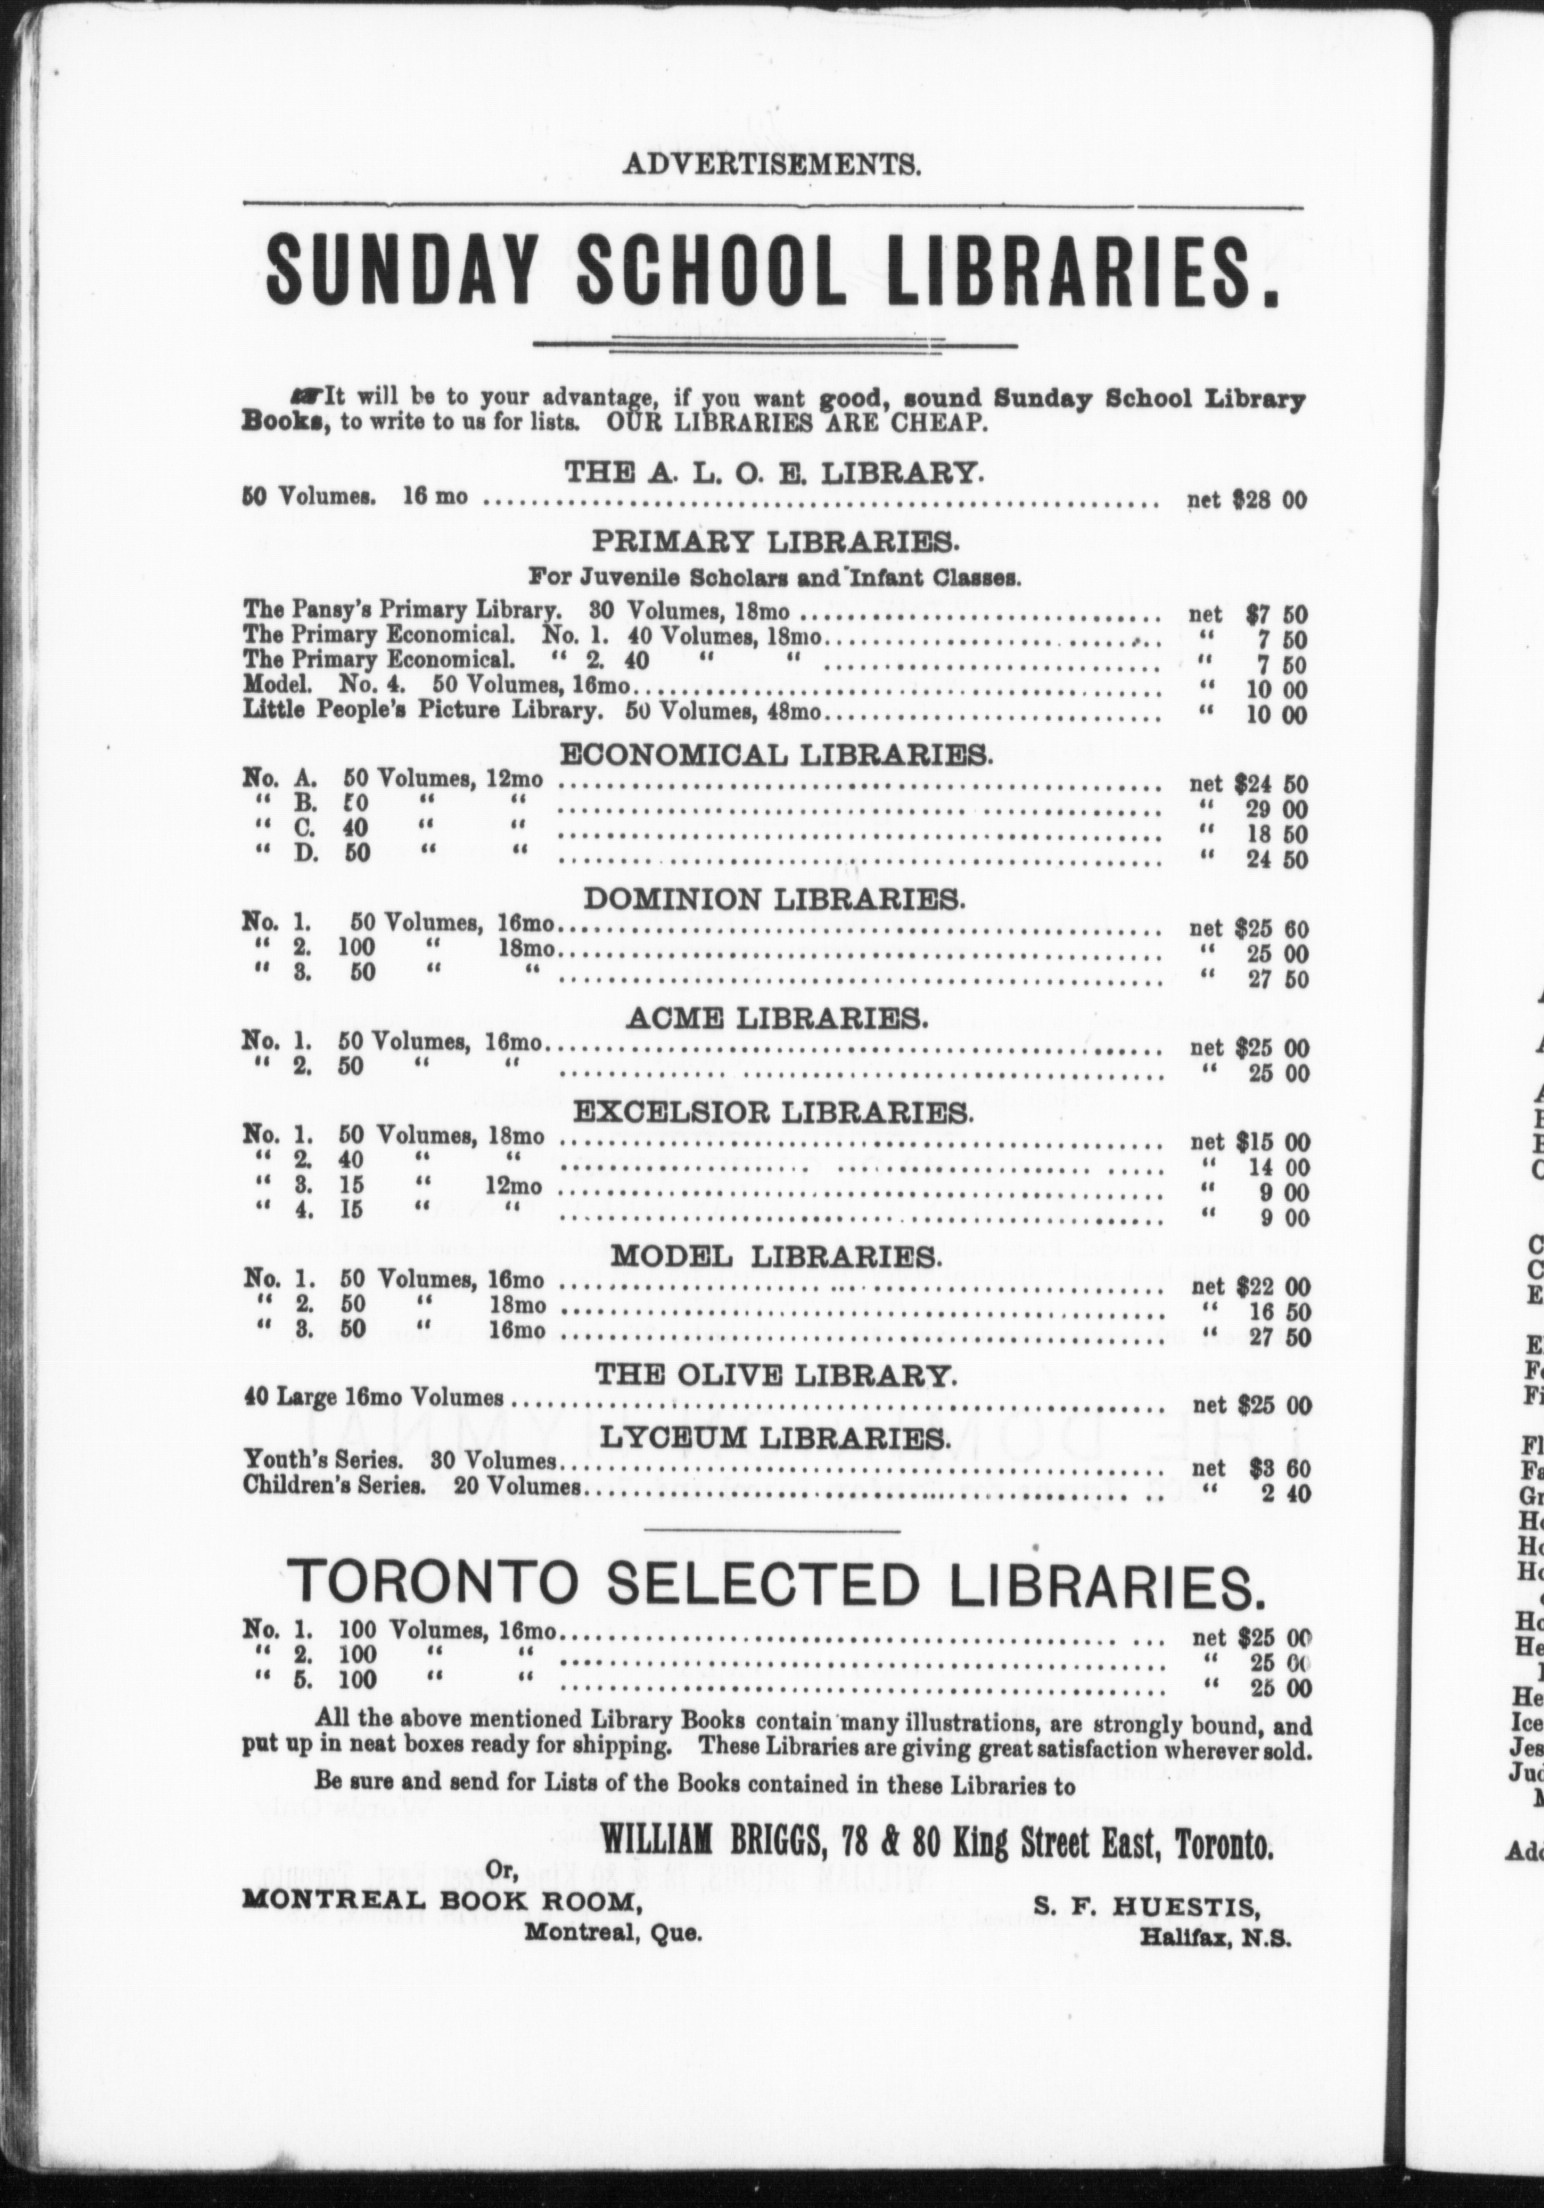 ADVERTISEMENTS.
SUNDAY SCHOOL LIBRARIES.
☛It will be to your advantage, if you want good, sound Sunday School Library
Books, to write to us for lists. OUR LIBRARIES ARE CHEAP.
THE A. L. O. E. LIBRARY.
50 Volumes. 16 mo ........ net $28 00
PRIMARY LIBRARIES.
For Juvenile Scholars and Infant Classes.
The Pansy's Primary Library. 30 Volumes, 18mo ........ net $7 50
The Primary Economical. No. 1. 40 Volumes, 18mo........ “ 7 50
The Primary Economical. “ 2. 40 “ “ ........ “ 7 50
Model. No. 4. 50 Volumes, 16mo........ “ 10 00
Little People's Picture Library. 50 Volumes, 48mo........ “ 10 00
ECONOMICAL LIBRARIES.
No. A. 50 Volumes, 12mo ........ net $24 50
“ B. 50 “ “ ........ “ 29 00
“ C. 40 “ “ ........ “ 18 50
“ D. 50 “ “ ........ “ 24 50
DOMINION LIBRARIES.
No. 1. 50 Volumes, 16mo........ net $25 60
“ 2. 100 “ 18mo........ “ 25 00
“ 3. 50 “ “ ........ “ 27 50
ACME LIBRARIES.
No. 1. 50 Volumes, 16mo........ net $25 00
“ 2. 50 “ “ ........ “ 25 00
EXCELSIOR LIBRARIES.
No. 1. 50 Volumes, 18mo ........ net $15 00
“ 2. 40 “ “ ........ “ 14 00
“ 3. 15 “ 12mo ........ “ 9 00
“ 4. 15 “ “ ........ “ 9 00
MODEL LIBRARIES.
No. 1. 50 Volumes, 16mo ........ net $22 00
“ 2. 50 “ 18mo ........ “ 16 50
“ 3. 50 “ 16mo ........ “ 27 50
THE OLIVE LIBRARY.
40 Large 16mo Volumes ........ net $25 00
LYCEUM LIBRARIES.
Youth's Series. 30 Volumes........ net $3 60
Children's Series. 20 Volumes........ “ 2 40
TORONTO SELECTED LIBRARIES.
No. 1. 100 Volumes, 16mo........ net $25 00
“ 2. 100 “ “ ........ “ 25 00
“ 5. 100 “ “ ........ “ 25 00
All the above mentioned Library Books contain many illustrations, are strongly bound, and
put up in neat boxes ready for shipping. These Libraries are giving great satisfaction wherever sold.
Be sure and send for Lists of the Books contained in these Libraries to
WILLIAM BRIGGS, 78 & 80 King Street East, Toronto.
Or,
MONTREAL BOOK ROOM,
Montreal, Que.
S. F. HUESTIS,
Halifax, N.S.